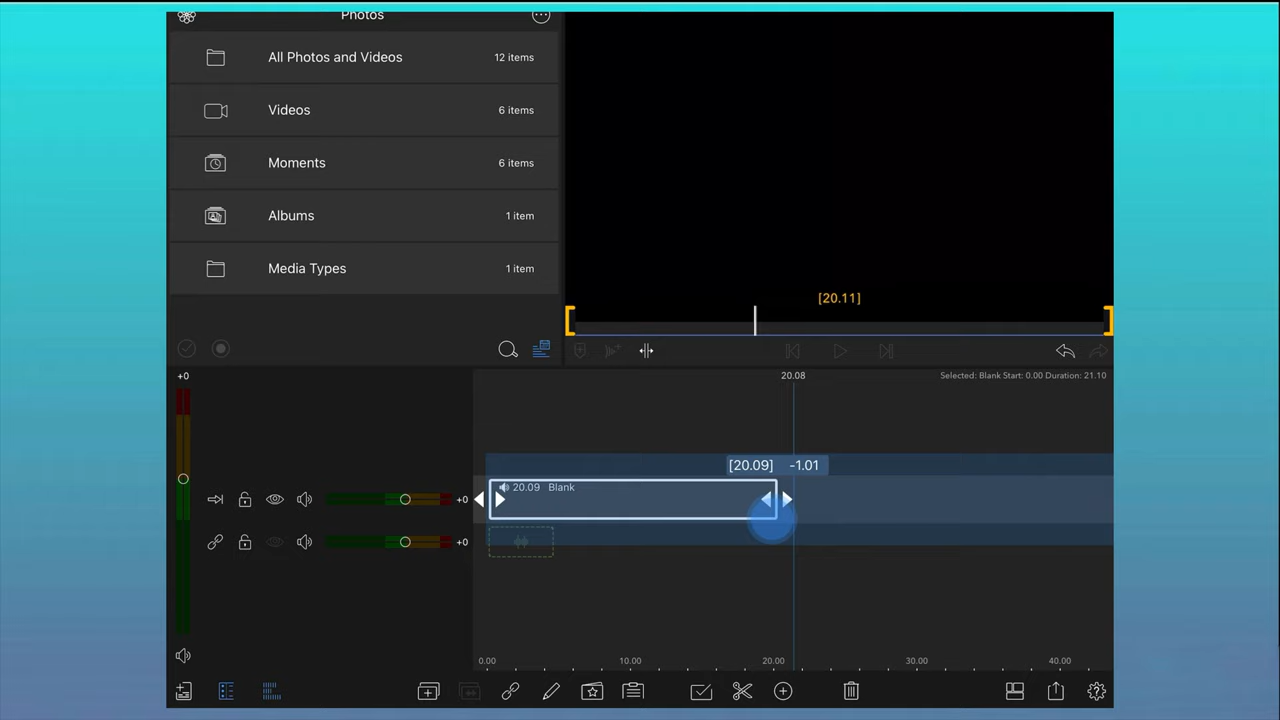 Photos
All Photos and Videos 12 items
Videos 6 items
Moments 6 items
Albums 1 item
Media Types 1 item
[20.11]
+0
20.08
Selected: Blank Start: 0.00 Duration: 21.10
[20.09] -1.01
20.09 Blank
+0
+0
0.00 10.00 20.00 30.00 40.00